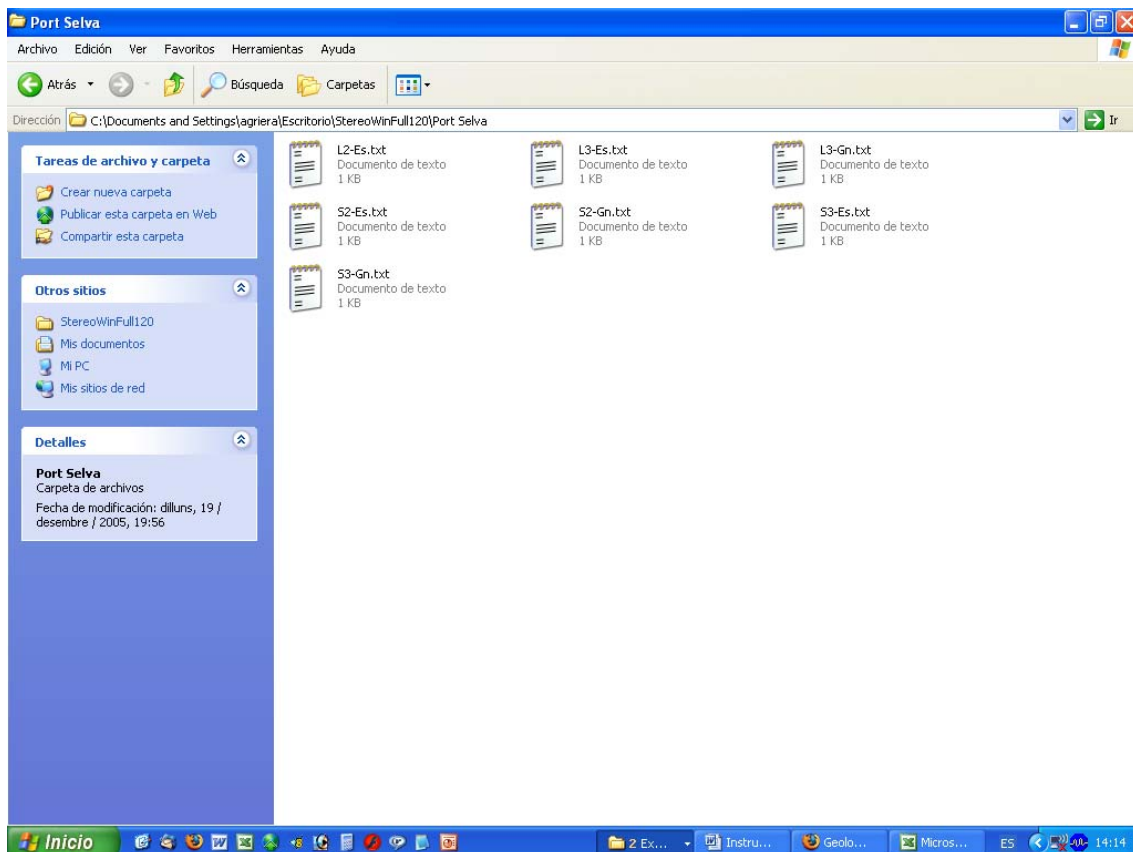 Port Selva
Archivo Edición Ver Favoritos Herramientas Ayuda
Atrás Búsqueda Carpetas
Dirección C:\Documents and Settings\agriera\Escritorio\StereoWinFull120\Port Selva Ir
Tareas de archivo y carpeta
Crear nueva carpeta
Publicar esta carpeta en Web
Compartir esta carpeta
Otros sitios
StereoWinFull120
Mis documentos
Mi PC
Mis sitios de red
Detalles
Port Selva
Carpeta de archivos
Fecha de modificación: dilluns, 19 /
desembre / 2005, 19:56
L2-Es.txt
Documento de texto
1 KB
L3-Es.txt
Documento de texto
1 KB
L3-Gn.txt
Documento de texto
1 KB
S2-Es.txt
Documento de texto
1 KB
S2-Gn.txt
Documento de texto
1 KB
S3-Es.txt
Documento de texto
1 KB
S3-Gn.txt
Documento de texto
1 KB
Inicio 2 Ex... Instru... Geolo... Micros... ES 14:14